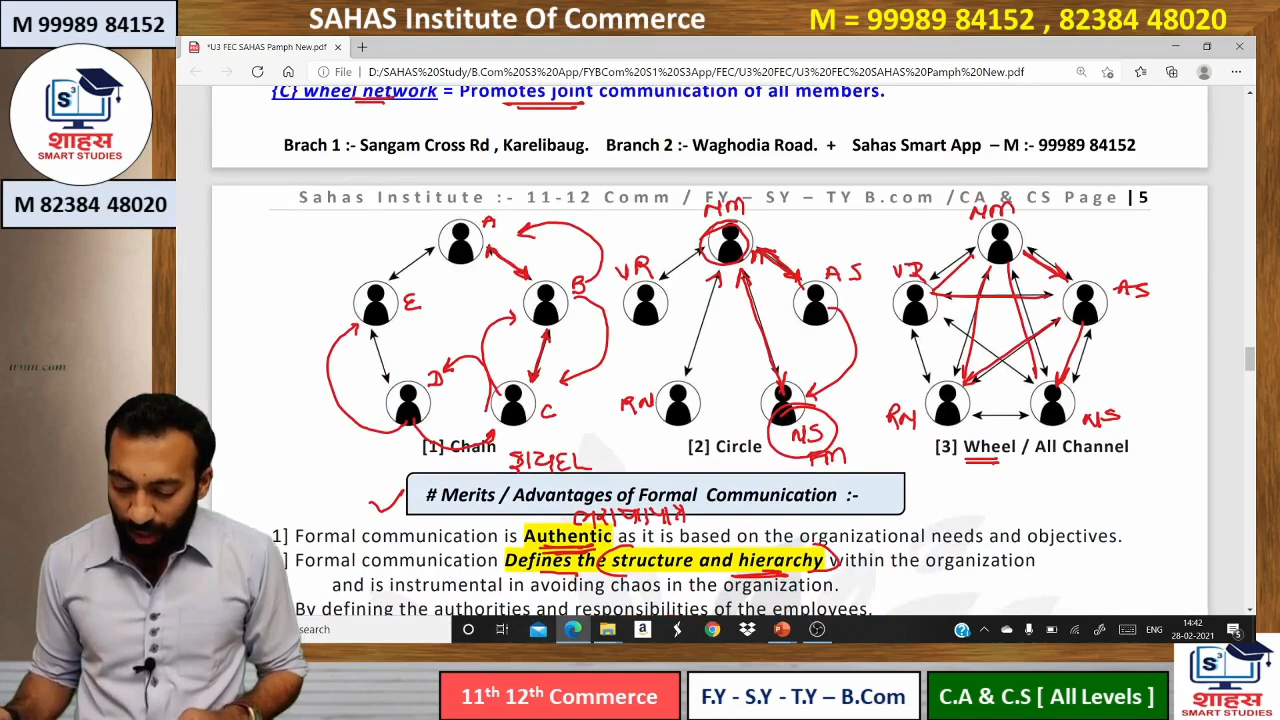 M 99989 84152
SAHAS Institute Of Commerce
M = 99989 84152 , 82384 48020
*U3 FEC SAHAS Pamph New.pdf
File
D:/SAHAS%20Study/B.Com%20S3%20App/FYBCom%20S1%20S3App/FEC/U3%20FEC/U3%20FEC%20SAHAS%20Pamph%20New.pdf
S3
शाहस
SMART STUDIES
M 82384 48020
{C} wheel network = Promotes joint communication of all members.
Brach 1 :- Sangam Cross Rd , Karelibaug. Branch 2 :- Waghodia Road. + Sahas Smart App – M :- 99989 84152
Sahas Institute :- 11-12 Comm / FY – SY – TY B.com /CA & CS Page | 5
A
NM
NM
E
B
VR
AS
VR
AS
D
C
RN
NS
FM
RN
NS
[1] Chain
[2] Circle
[3] Wheel / All Channel
# Merits / Advantages of Formal Communication :-
1] Formal communication is Authentic as it is based on the organizational needs and objectives.
] Formal communication Defines the structure and hierarchy within the organization
and is instrumental in avoiding chaos in the organization.
By defining the authorities and responsibilities of the employees,
search
ENG
14:42
28-02-2021
5
11th 12th Commerce
F.Y - S.Y - T.Y – B.Com
C.A & C.S [ All Levels ]
S3
शाहस
SMART STUDIES